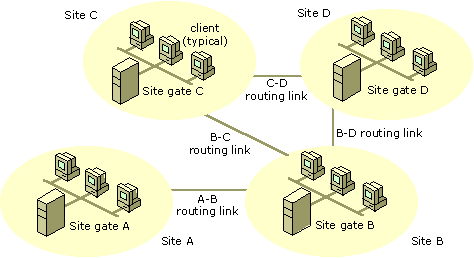 Site C
client
(typical)
Site D
Site gate C
C-D
routing link
Site gate D
B-C
routing link
B-D routing link
Site gate A
A-B
routing link
Site gate B
Site A
Site B